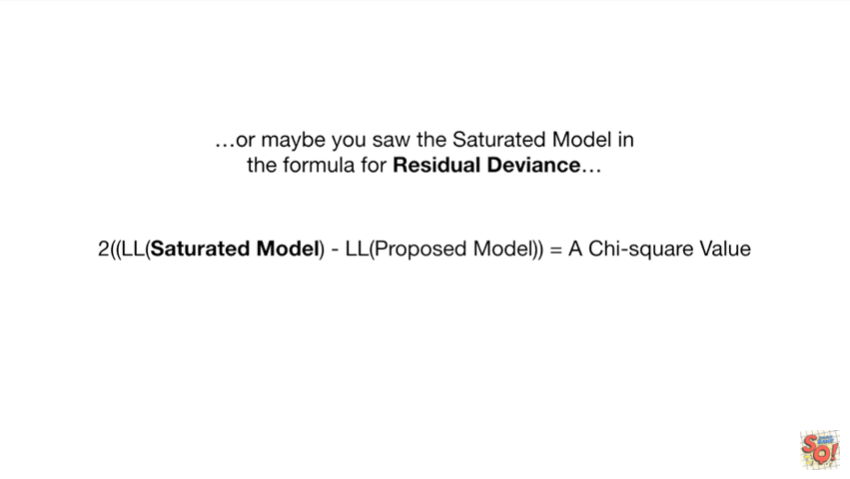 …or maybe you saw the Saturated Model in
the formula for Residual Deviance…
2((LL(Saturated Model) - LL(Proposed Model)) = A Chi-square Value
SQ!